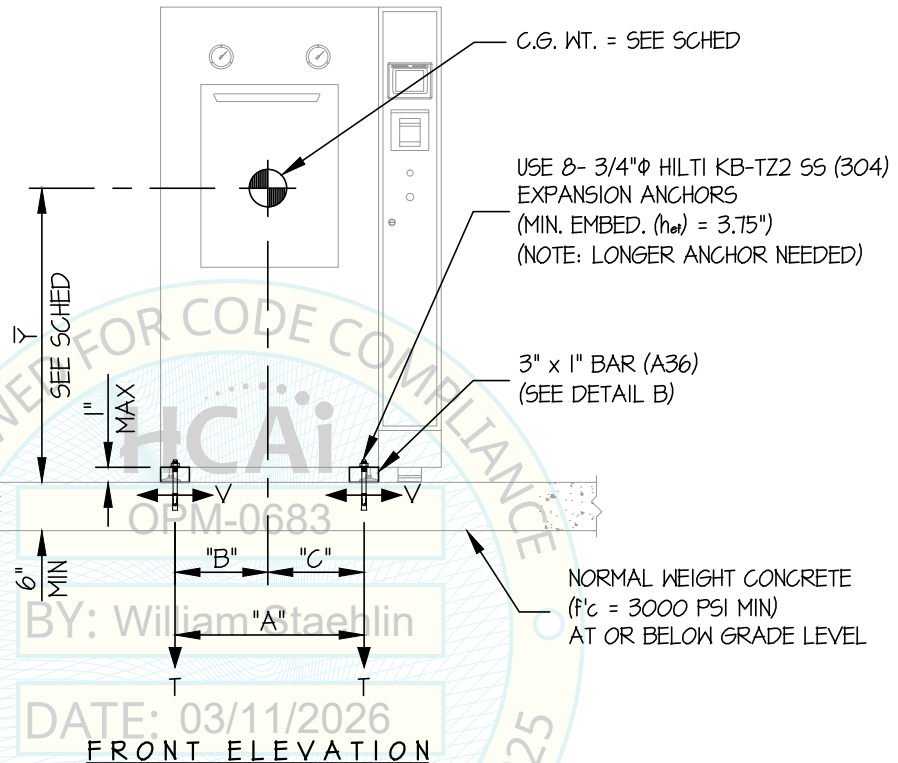 C.G. WT. = SEE SCHED
USE 8- 3/4"Φ HILTI KB-TZ2 SS (304)
EXPANSION ANCHORS
(MIN. EMBED. (hef) = 3.75")
(NOTE: LONGER ANCHOR NEEDED)
Y
SEE SCHED
1"
MAX
3" x 1" BAR (A36)
(SEE DETAIL B)
FOR CODE COMPLIANCE
HCAi
V
V
OPM-0683
6"
MIN
"B"
"C"
"A"
NORMAL WEIGHT CONCRETE
(f'c = 3000 PSI MIN)
AT OR BELOW GRADE LEVEL
BY: William Staehlin
T
T
DATE: 03/11/2026
FRONT ELEVATION